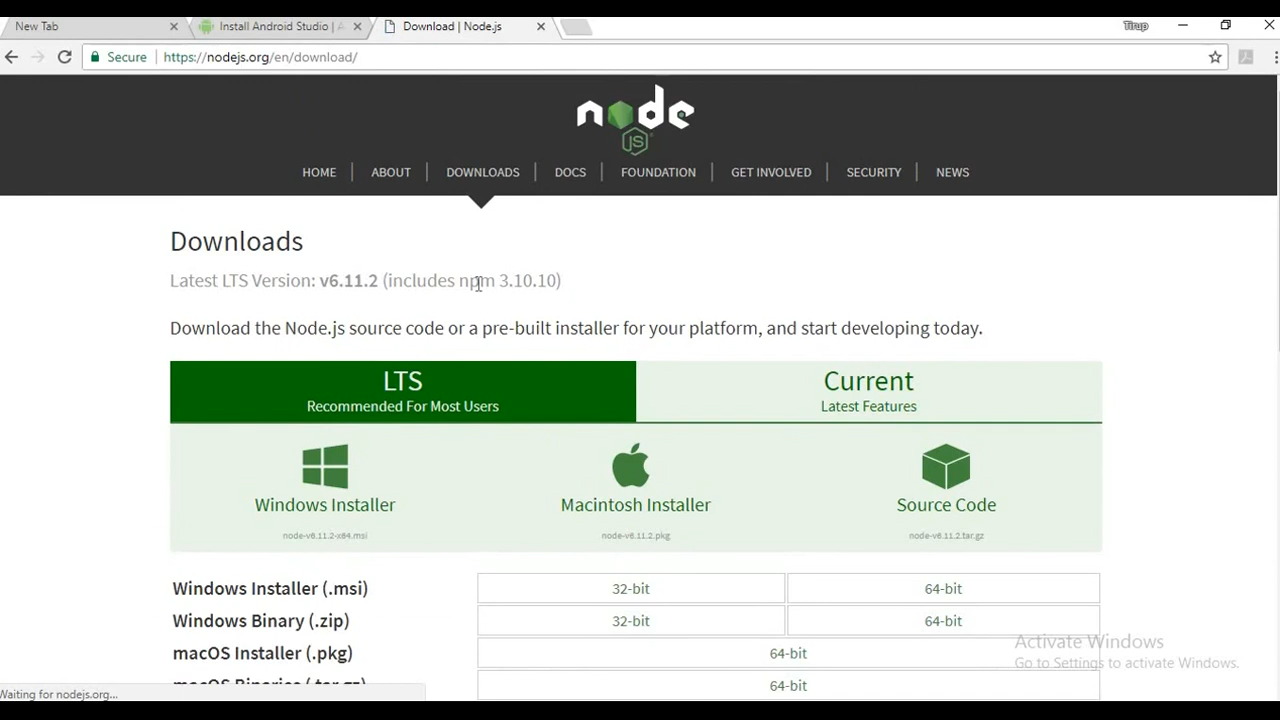 New Tab
Install Android Studio | A
Download | Node.js
Tirup
Secure
https://nodejs.org/en/download/
node
JS
HOME
ABOUT
DOWNLOADS
DOCS
FOUNDATION
GET INVOLVED
SECURITY
NEWS
Downloads
Latest LTS Version: v6.11.2 (includes npm 3.10.10)
Download the Node.js source code or a pre-built installer for your platform, and start developing today.
LTS
Recommended For Most Users
Current
Latest Features
Windows Installer
node-v6.11.2-x64.msi
Macintosh Installer
node-v6.11.2.pkg
Source Code
node-v6.11.2.tar.gz
Windows Installer (.msi)
32-bit
64-bit
Windows Binary (.zip)
32-bit
64-bit
macOS Installer (.pkg)
64-bit
macOS Binaries (.tar.gz)
64-bit
Activate Windows
Go to Settings to activate Windows.
Waiting for nodejs.org...